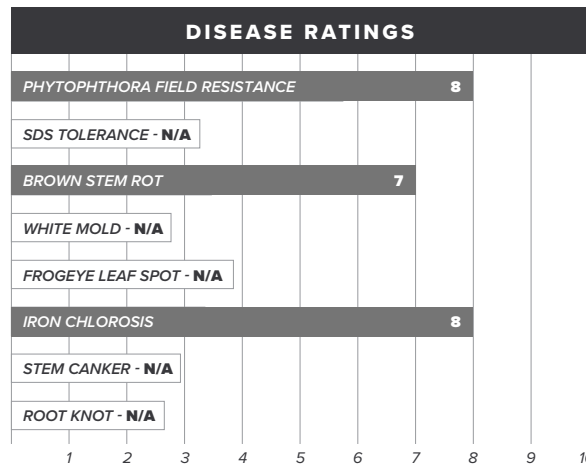 DISEASE RATINGS
PHYTOPHTHORA FIELD RESISTANCE 8
SDS TOLERANCE - N/A
BROWN STEM ROT 7
WHITE MOLD - N/A
FROGEYE LEAF SPOT - N/A
IRON CHLOROSIS 8
STEM CANKER - N/A
ROOT KNOT - N/A
1 2 3 4 5 6 7 8 9